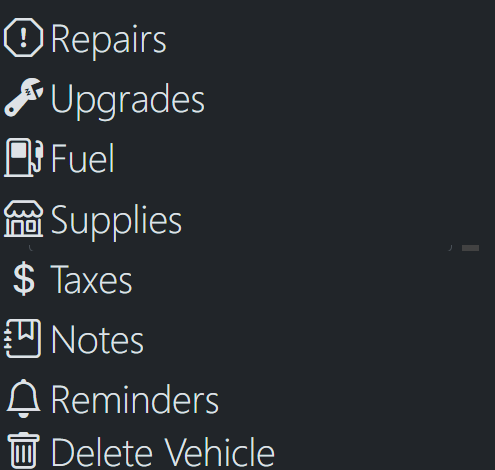 Repairs
Upgrades
Fuel
Supplies
Taxes
Notes
Reminders
Delete Vehicle